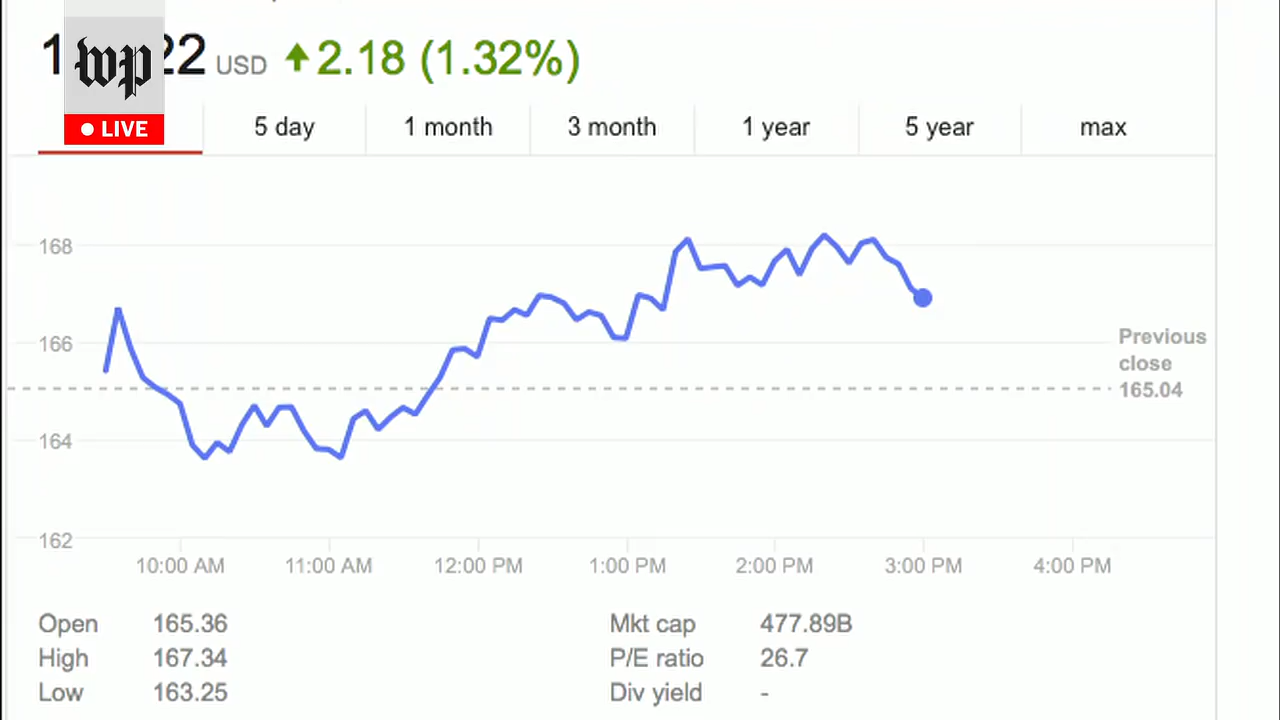 wp
22 USD 2.18 (1.32%)
LIVE
5 day 1 month 3 month 1 year 5 year max
168
166
Previous
close
165.04
164
162
10:00 AM 11:00 AM 12:00 PM 1:00 PM 2:00 PM 3:00 PM 4:00 PM
Open 165.36 Mkt cap 477.89B
High 167.34 P/E ratio 26.7
Low 163.25 Div yield -